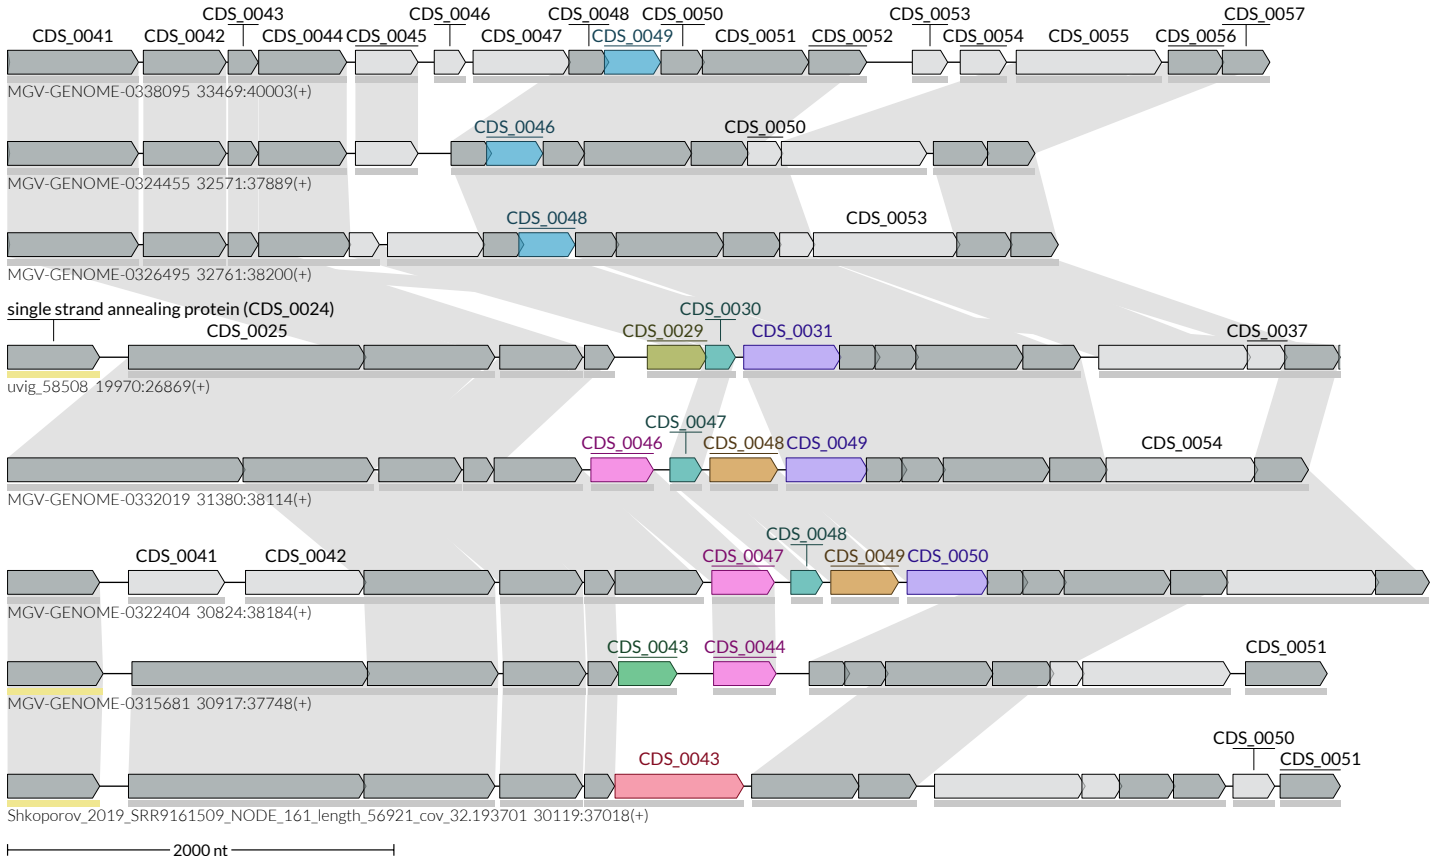 CDS_0043 CDS_0046 CDS_0048 CDS_0050 CDS_0053 CDS_0057
CDS_0041 CDS_0042 CDS_0044 CDS_0045 CDS_0047 CDS_0049 CDS_0051 CDS_0052 CDS_0054 CDS_0055 CDS_0056
MGV-GENOME-0338095 33469:40003(+)
CDS_0046 CDS_0050
MGV-GENOME-0324455 32571:37889(+)
CDS_0048 CDS_0053
MGV-GENOME-0326495 32761:38200(+)
single strand annealing protein (CDS_0024) CDS_0030
CDS_0025 CDS_0029 CDS_0031 CDS_0037
uvig_58508 19970:26869(+)
CDS_0047
CDS_0046 CDS_0048 CDS_0049 CDS_0054
MGV-GENOME-0332019 31380:38114(+)
CDS_0048
CDS_0041 CDS_0042 CDS_0047 CDS_0049 CDS_0050
MGV-GENOME-0322404 30824:38184(+)
CDS_0043 CDS_0044 CDS_0051
MGV-GENOME-0315681 30917:37748(+)
CDS_0050
CDS_0043 CDS_0051
Shkoporov_2019_SRR9161509_NODE_161_length_56921_cov_32.193701 30119:37018(+)
2000 nt